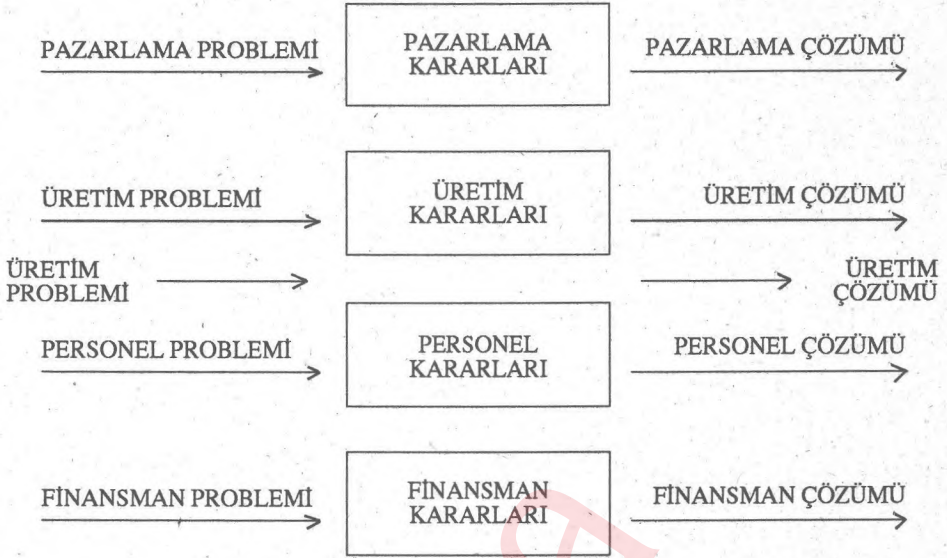 PAZARLAMA PROBLEMİ
PAZARLAMA
KARARLARI
PAZARLAMA ÇÖZÜMÜ
ÜRETİM PROBLEMİ
ÜRETİM
KARARLARI
ÜRETİM ÇÖZÜMÜ
ÜRETİM
PROBLEMİ
ÜRETİM
ÇÖZÜMÜ
PERSONEL PROBLEMİ
PERSONEL
KARARLARI
PERSONEL ÇÖZÜMÜ
FİNANSMAN PROBLEMİ
FİNANSMAN
KARARLARI
FİNANSMAN ÇÖZÜMÜ